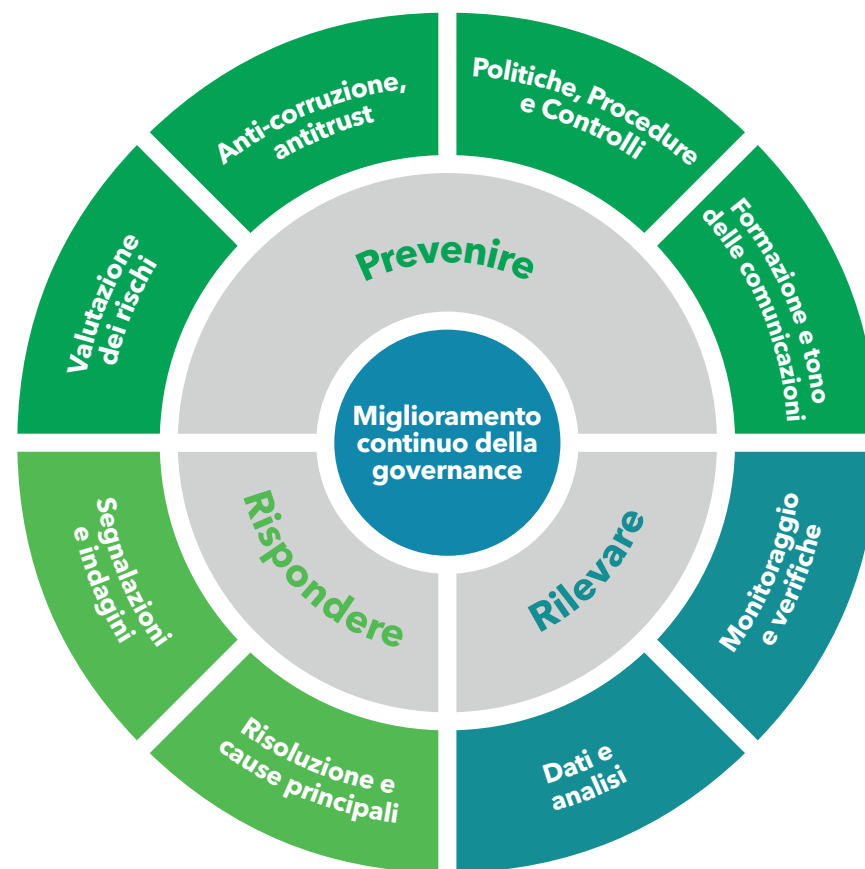 Anti-corruzione,
antitrust
Politiche, Procedure
e Controlli
Valutazione
dei rischi
Formazione e tono
delle comunicazioni
Prevenire
Miglioramento
continuo della
governance
Rispondere
Rilevare
Segnalazioni
e indagini
Monitoraggio
e verifiche
Risoluzione e
cause principali
Dati e
analisi